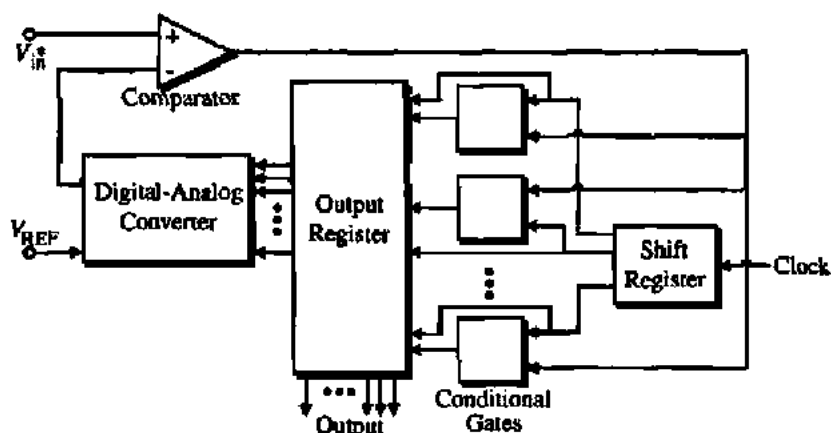 V*in
+
-
Comparator
Digital-Analog
Converter
VREF
Output
Register
Shift
Register
Clock
Conditional
Gates
Output